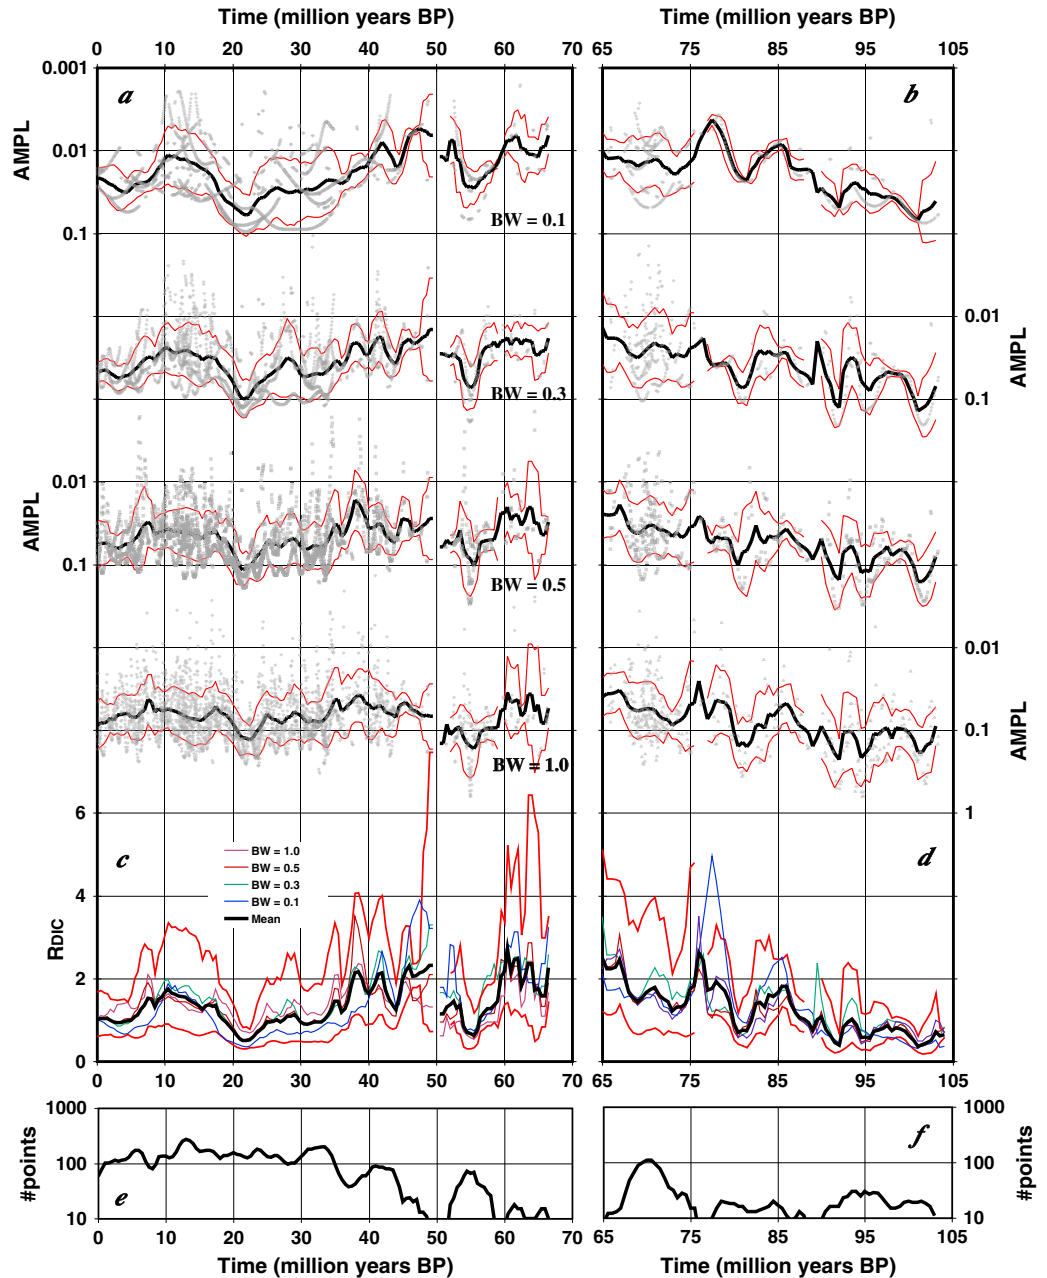 Time (million years BP) Time (million years BP)
0 10 20 30 40 50 60 70 65 75 85 95 105
0.001
a b
AMPL
0.01
BW = 0.1
0.1
0.01
AMPL
BW = 0.3
0.1
0.01
AMPL
0.1
BW = 0.5
0.01
0.1
AMPL
BW = 1.0
6 1
c d
BW = 1.0
BW = 0.5
BW = 0.3
BW = 0.1
Mean
4
RDIC
2
0
0 10 20 30 40 50 60 70 65 75 85 95 105
1000 1000
#points #points
100 100
e f
10 10
0 10 20 30 40 50 60 70 65 75 85 95 105
Time (million years BP) Time (million years BP)